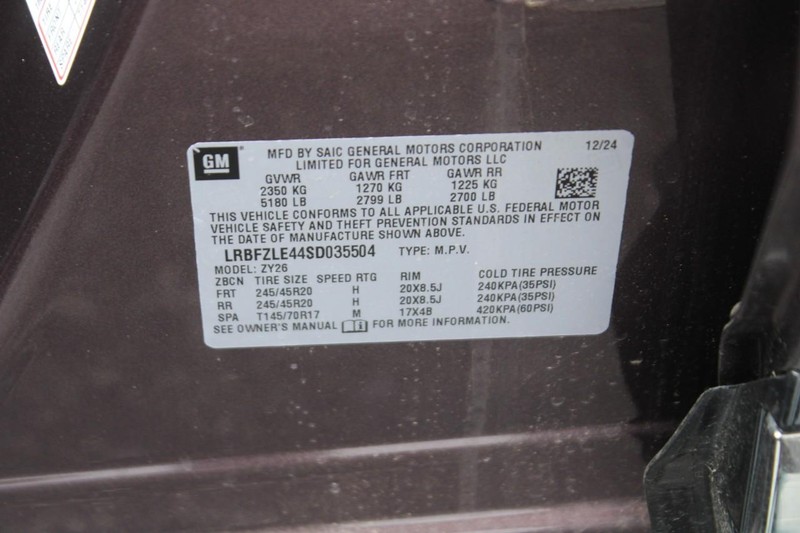 GM
MFD BY SAIC GENERAL MOTORS CORPORATION 12/24
LIMITED FOR GENERAL MOTORS LLC
GVWR GAWR FRT GAWR RR
2350 KG 1270 KG 1225 KG
5180 LB 2799 LB 2700 LB
THIS VEHICLE CONFORMS TO ALL APPLICABLE U.S. FEDERAL MOTOR
VEHICLE SAFETY AND THEFT PREVENTION STANDARDS IN EFFECT ON
THE DATE OF MANUFACTURE SHOWN ABOVE.
LRBFZLE44SD035504 TYPE: M.P.V.
MODEL: ZY26
ZBCN TIRE SIZE SPEED RTG RIM COLD TIRE PRESSURE
FRT 245/45R20 H 20X8.5J 240KPA(35PSI)
RR 245/45R20 H 20X8.5J 240KPA(35PSI)
SPA T145/70R17 M 17X4B 420KPA(60PSI)
SEE OWNER'S MANUAL FOR MORE INFORMATION.